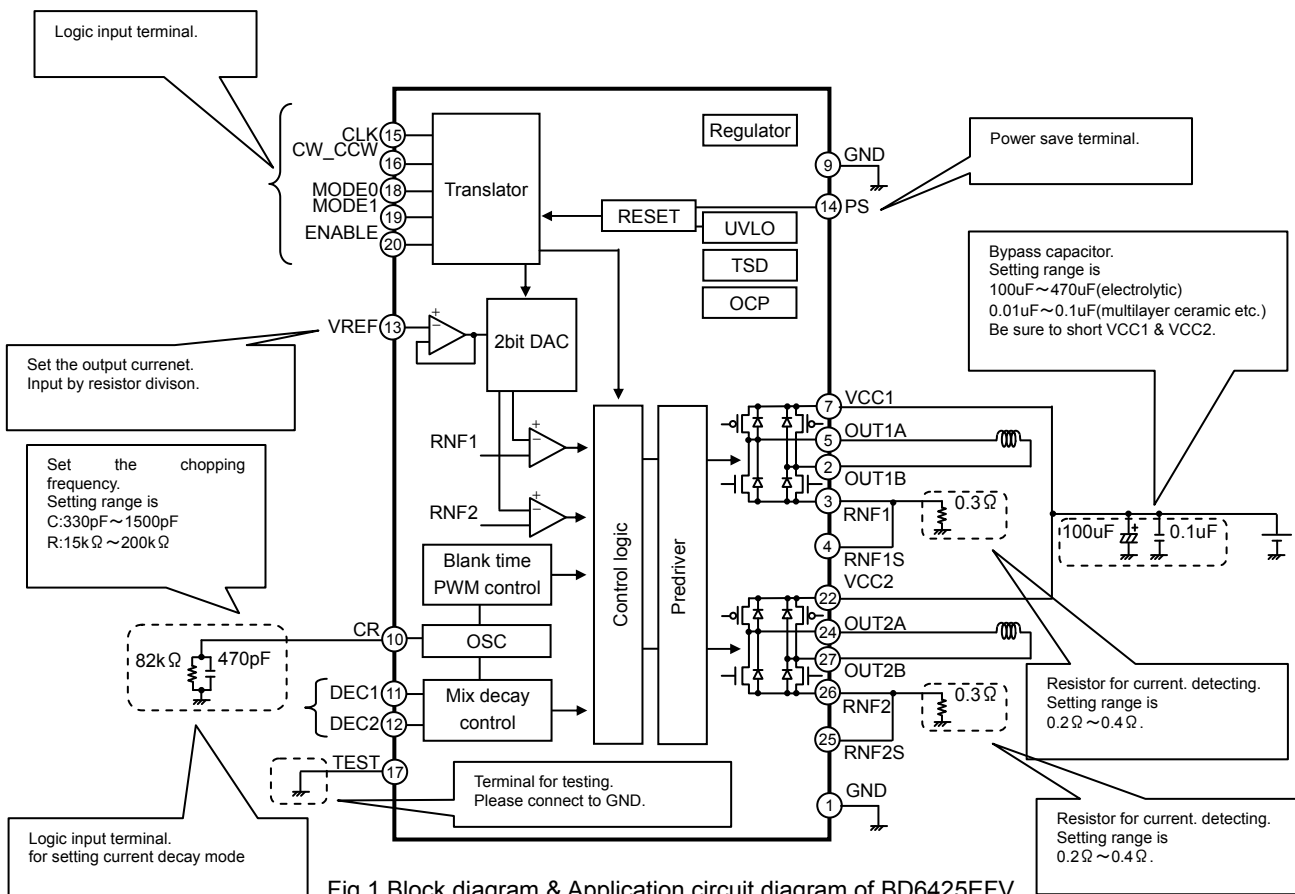 Logic input terminal.
CLK 15
CW_CCW
16
MODE0 18
MODE1
19
ENABLE
20
Translator
Regulator
9 GND
14 PS
RESET
UVLO
TSD
OCP
Power save terminal.
Bypass capacitor.
Setting range is
100uF～470uF(electrolytic)
0.01uF～0.1uF(multilayer ceramic etc.)
Be sure to short VCC1 & VCC2.
VREF 13
+
−
2bit DAC
Set the output currenet.
Input by resistor divison.
Set the chopping
frequency.
Setting range is
C:330pF～1500pF
R:15kΩ～200kΩ
RNF1
+
−
RNF2
+
−
Blank time
PWM control
CR
10
OSC
82kΩ 470pF
DEC1
11
DEC2
12
Mix decay
control
Control logic
Predriver
7 VCC1
5 OUT1A
2
OUT1B
3
RNF1
0.3Ω
4
RNF1S
100uF + 0.1uF
VCC2
22
24 OUT2A
27
OUT2B
26
RNF2
0.3Ω
25
RNF2S
1 GND
TEST
17
Terminal for testing.
Please connect to GND.
Logic input terminal.
for setting current decay mode
Resistor for current. detecting.
Setting range is
0.2Ω～0.4Ω.
Resistor for current. detecting.
Setting range is
0.2Ω～0.4Ω.
Fig.1 Block diagram & Application circuit diagram of BD6425EFV